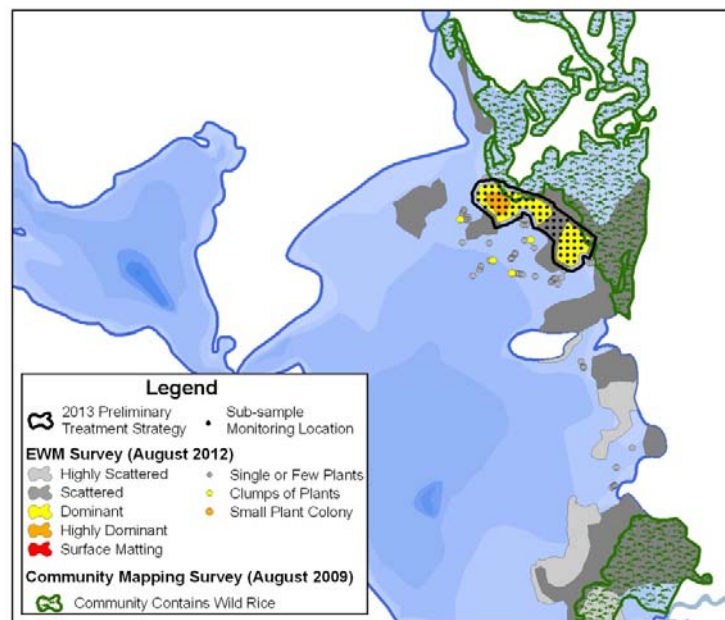 Legend
2013 Preliminary
Treatment Strategy
Sub-sample
Monitoring Location
EWM Survey (August 2012)
Highly Scattered
Scattered
Dominant
Highly Dominant
Surface Matting
Single or Few Plants
Clumps of Plants
Small Plant Colony
Community Mapping Survey (August 2009)
Community Contains Wild Rice